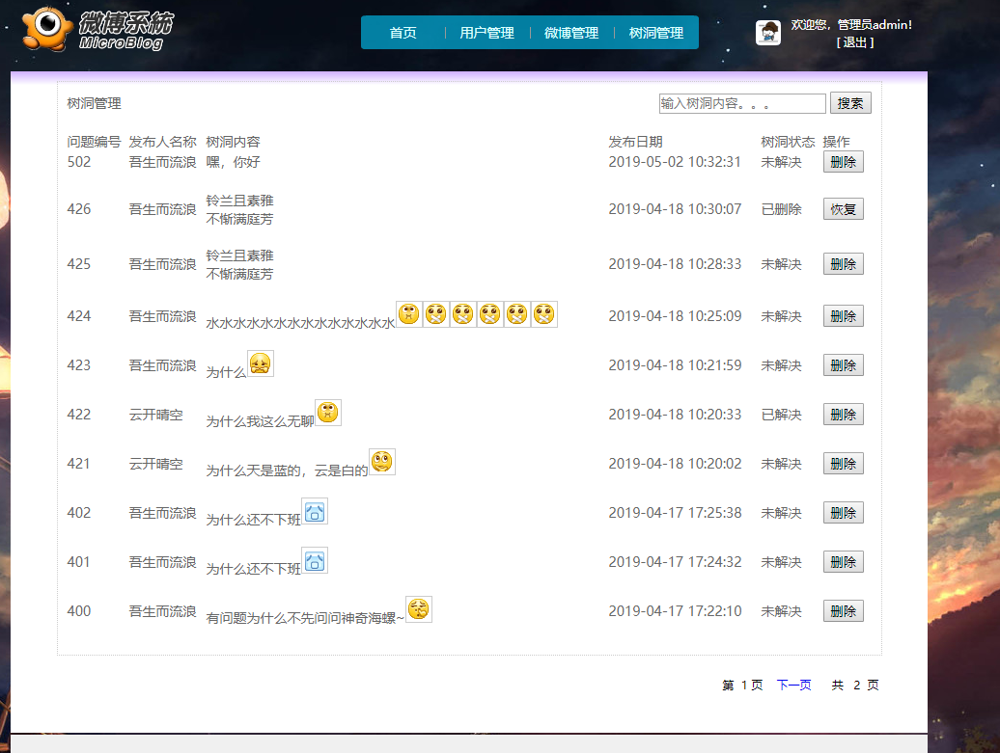 微博系統
MicroBlog
首页 用户管理 微博管理 树洞管理
欢迎您，管理员admin!
[ 退出 ]
树洞管理
输入树洞内容。。。 搜索
问题编号 发布人名称 树洞内容 发布日期 树洞状态 操作
502 吾生而流浪 嘿，你好 2019-05-02 10:32:31 未解决 删除
426 吾生而流浪 铃兰且素雅 2019-04-18 10:30:07 已删除 恢复
不惭满庭芳
425 吾生而流浪 铃兰且素雅 2019-04-18 10:28:33 未解决 删除
不惭满庭芳
424 吾生而流浪 水水水水水水水水水水水水水水 2019-04-18 10:25:09 未解决 删除
423 吾生而流浪 为什么 2019-04-18 10:21:59 未解决 删除
422 云开晴空 为什么我这么无聊 2019-04-18 10:20:33 已解决 删除
421 云开晴空 为什么天是蓝的，云是白的 2019-04-18 10:20:02 未解决 删除
402 吾生而流浪 为什么还不下班 2019-04-17 17:25:38 未解决 删除
401 吾生而流浪 为什么还不下班 2019-04-17 17:24:32 未解决 删除
400 吾生而流浪 有问题为什么不先问问神奇海螺~ 2019-04-17 17:22:10 未解决 删除
第 1 页 下一页 共 2 页